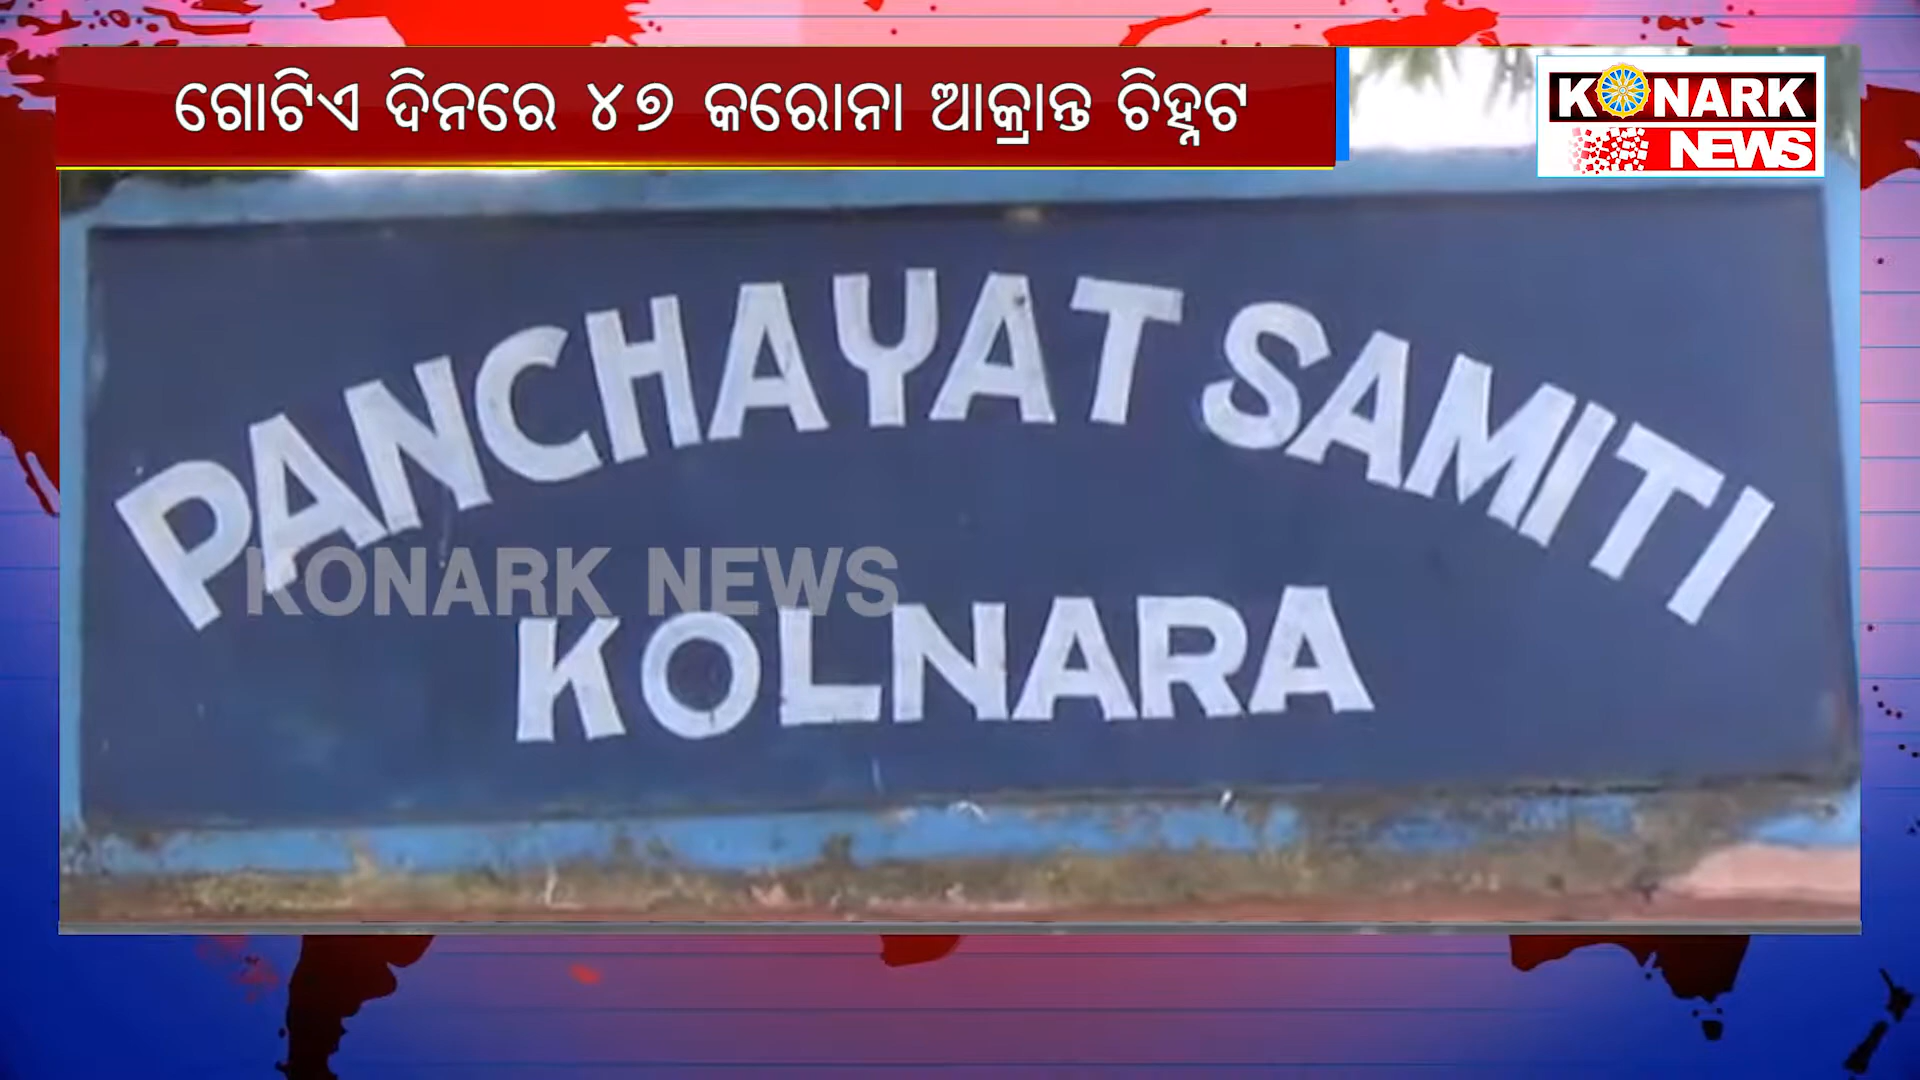 ଗୋଟିଏ ଦିନରେ ୪୭ କରୋନା ଆକ୍ରାନ୍ତ ଚିହ୍ନଟ
KONARK
NEWS
PANCHAYAT SAMITI
KONARK NEWS
KOLNARA